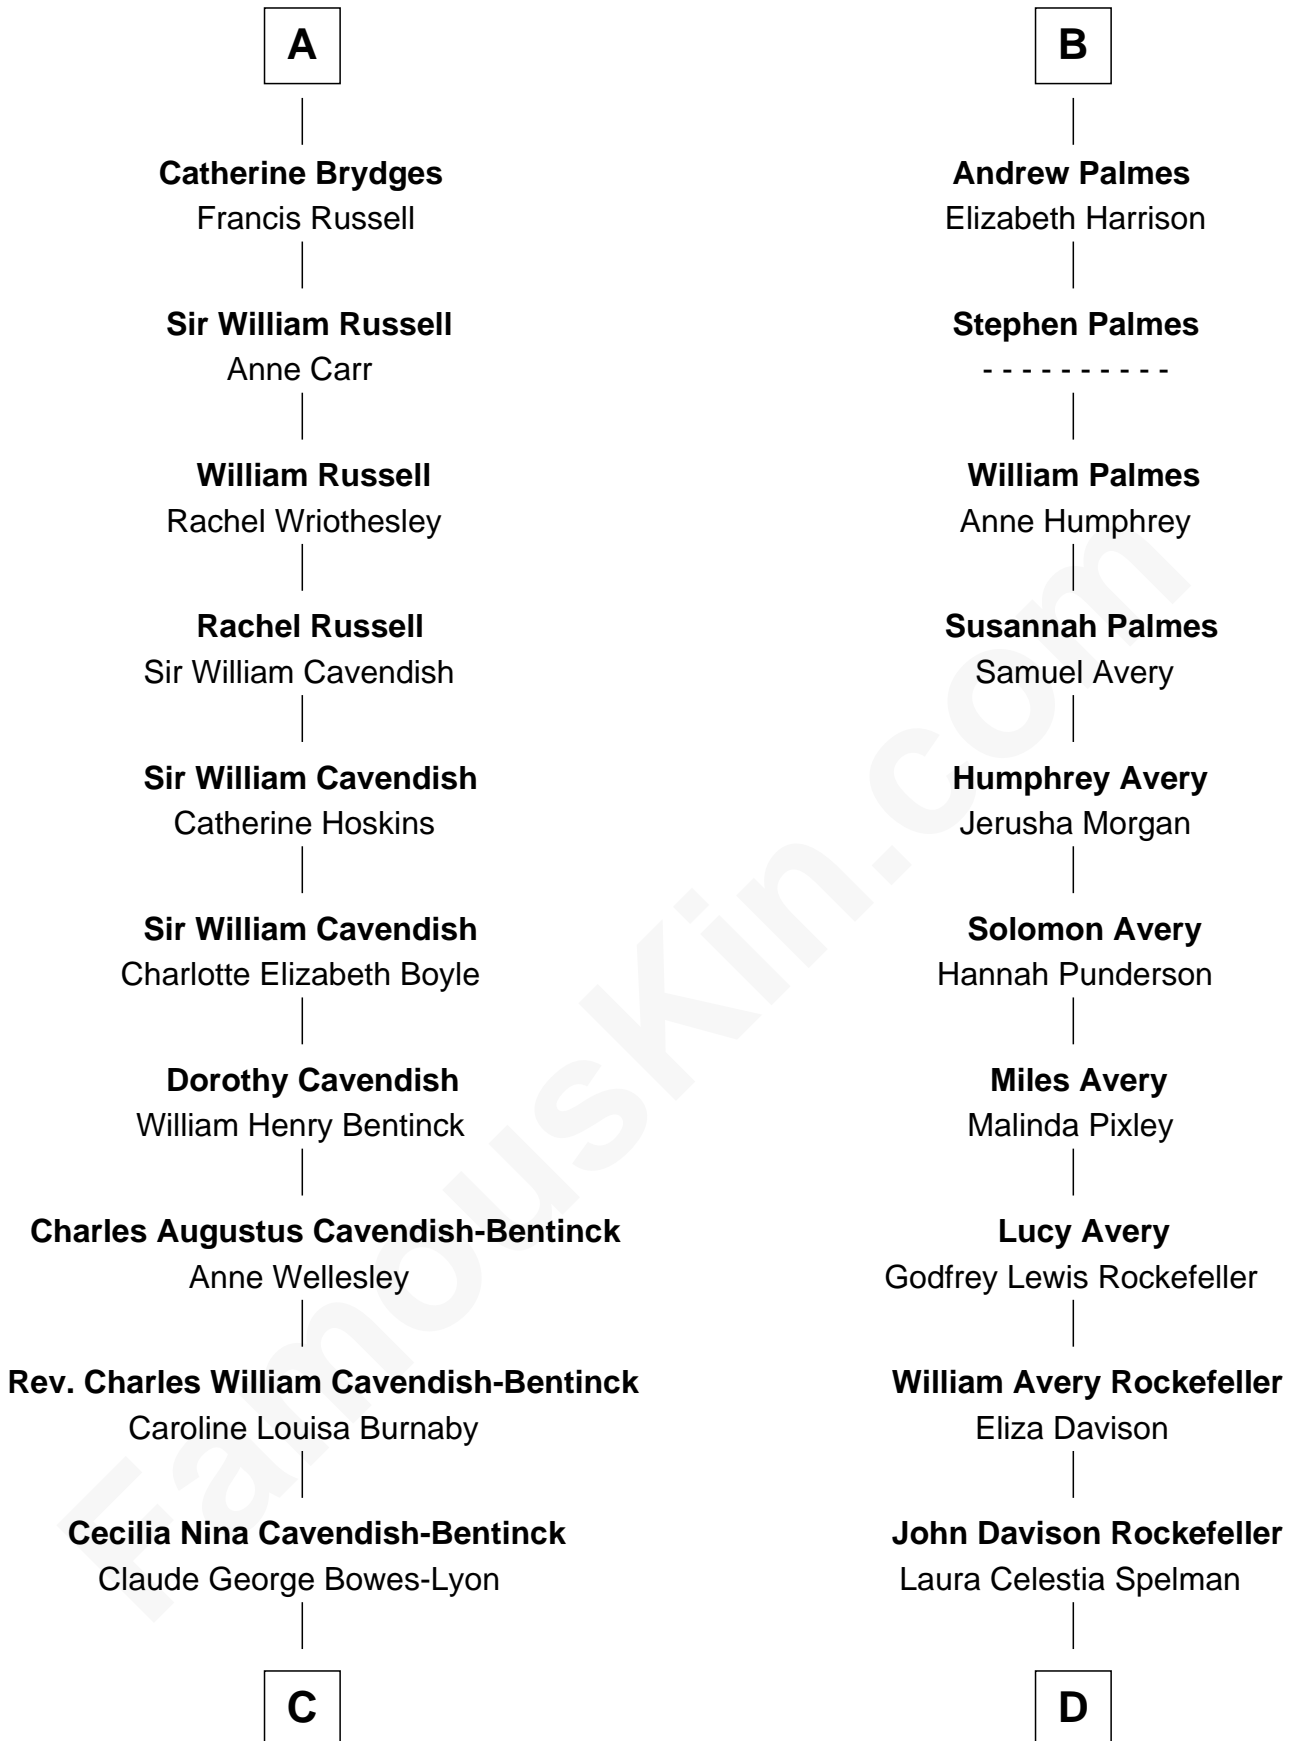 A
Catherine Brydges
Francis Russell
Sir William Russell
Anne Carr
William Russell
Rachel Wriothesley
Rachel Russell
Sir William Cavendish
Sir William Cavendish
Catherine Hoskins
Sir William Cavendish
Charlotte Elizabeth Boyle
Dorothy Cavendish
William Henry Bentinck
Charles Augustus Cavendish-Bentinck
Anne Wellesley
Rev. Charles William Cavendish-Bentinck
Caroline Louisa Burnaby
Cecilia Nina Cavendish-Bentinck
Claude George Bowes-Lyon
C
B
Andrew Palmes
Elizabeth Harrison
Stephen Palmes
- - - - - - - - - -
William Palmes
Anne Humphrey
Susannah Palmes
Samuel Avery
Humphrey Avery
Jerusha Morgan
Solomon Avery
Hannah Punderson
Miles Avery
Malinda Pixley
Lucy Avery
Godfrey Lewis Rockefeller
William Avery Rockefeller
Eliza Davison
John Davison Rockefeller
Laura Celestia Spelman
D
FamousKin.com